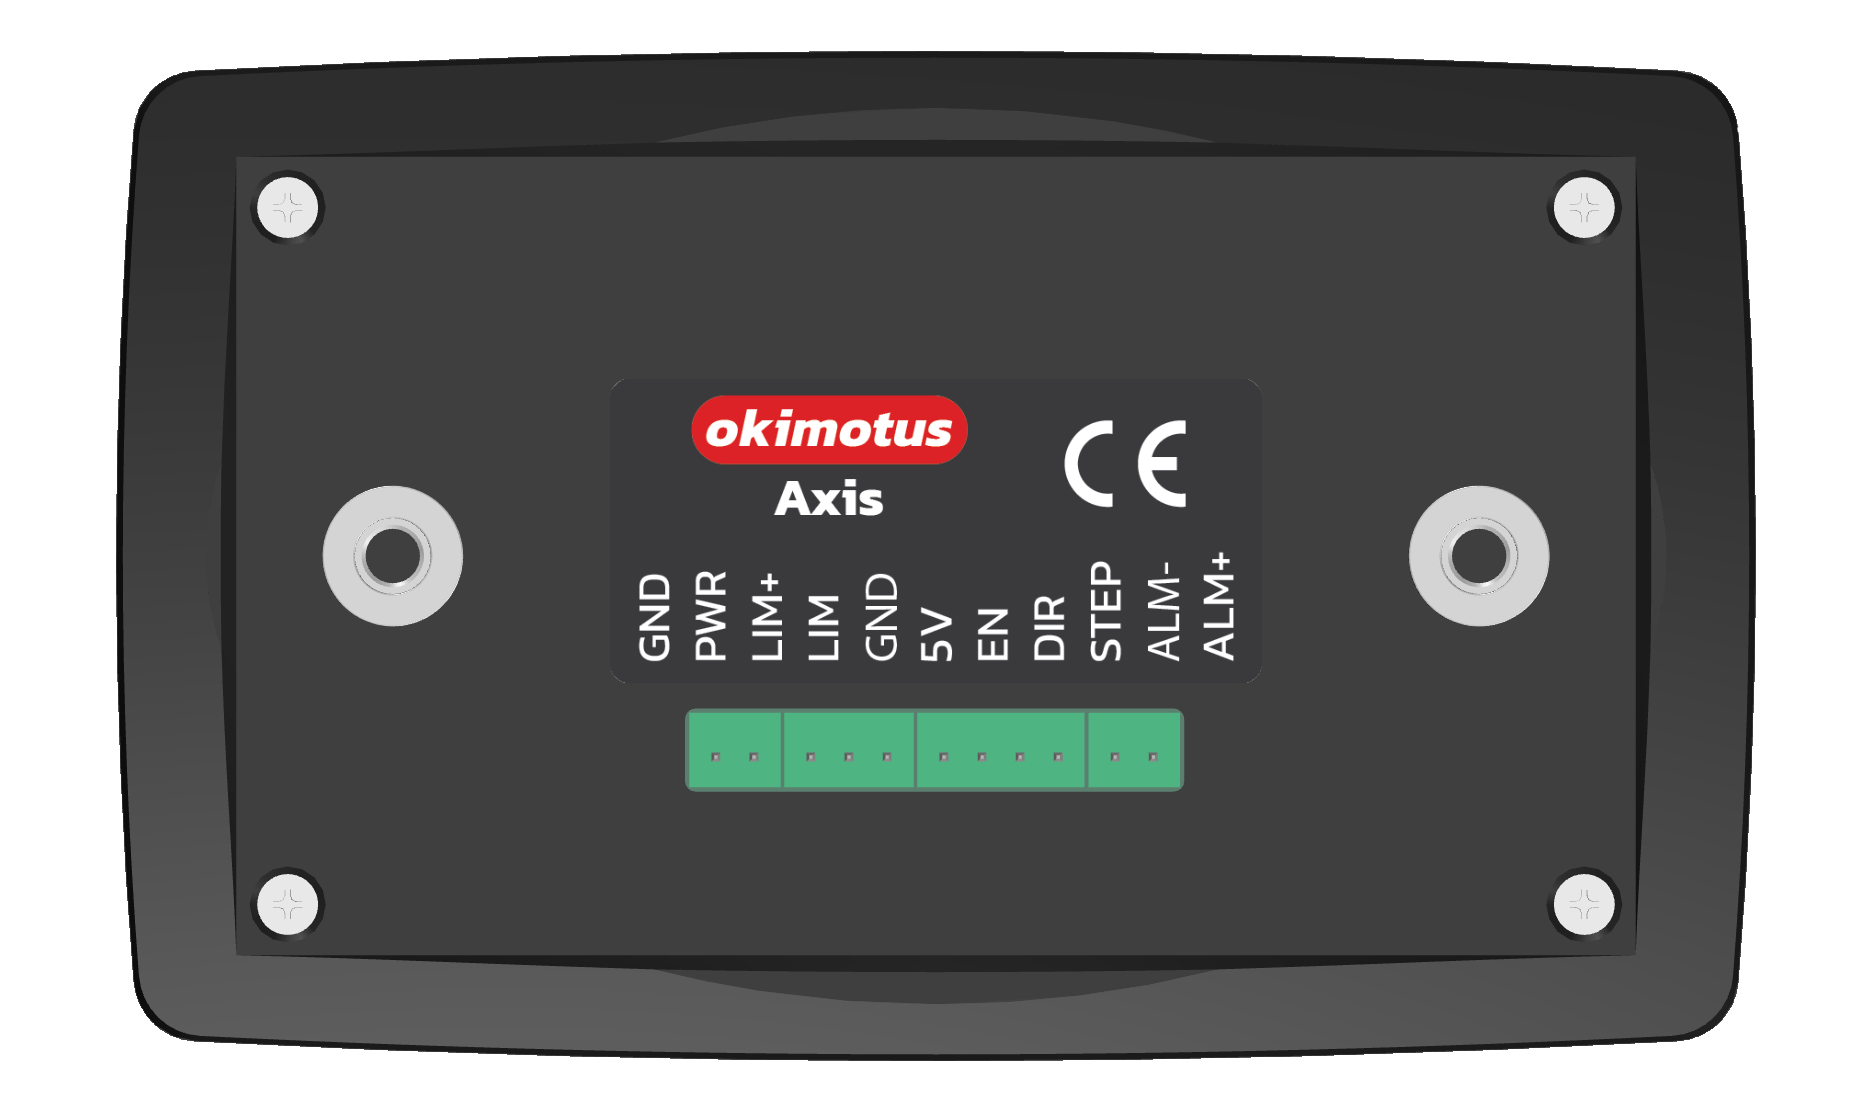 okimotus
Axis
CE
GND
PWR
LIM+
LIM
GND
5V
EN
DIR
STEP
ALM-
ALM+